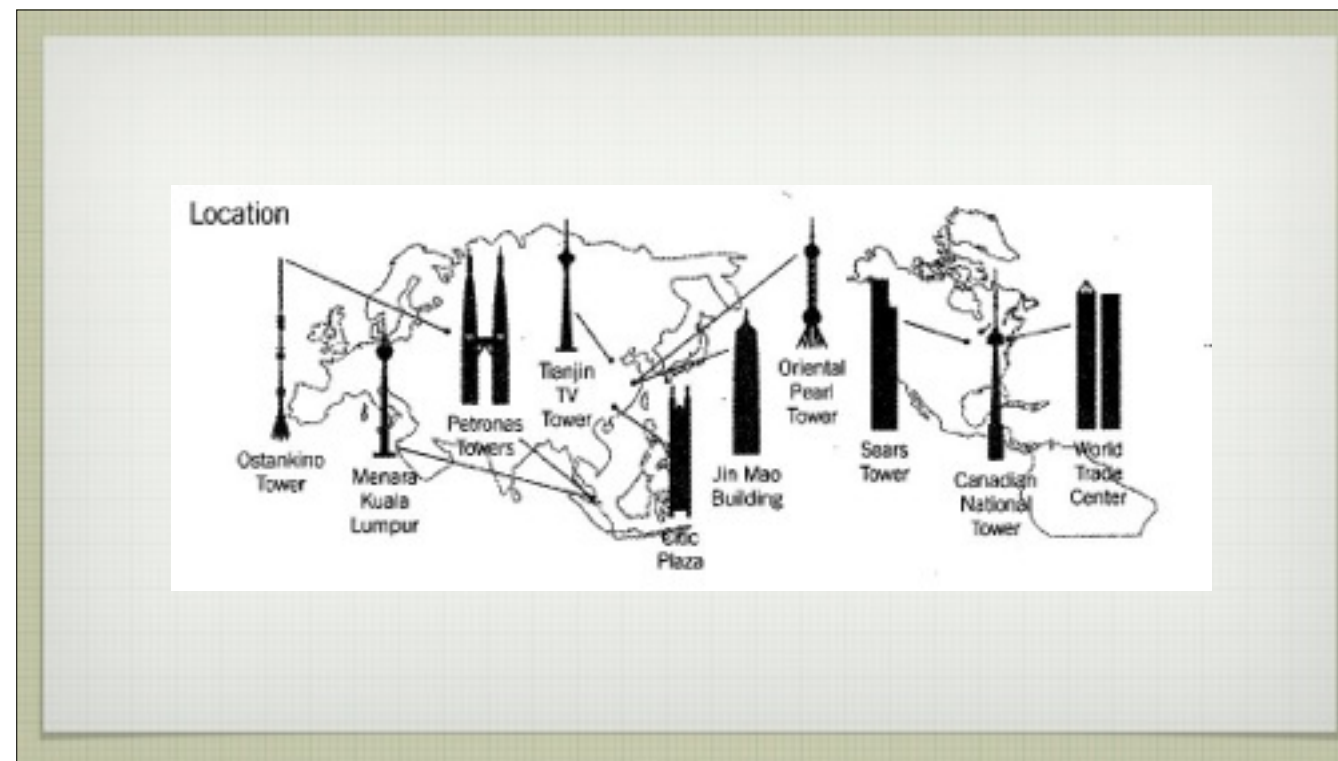 Location
Ostankino
Tower
Menara
Kuala
Lumpur
Petronas
Towers
Tianjin
TV
Tower
Citic
Plaza
Jin Mao
Building
Oriental
Pearl
Tower
Sears
Tower
Canadian
National
Tower
World
Trade
Center